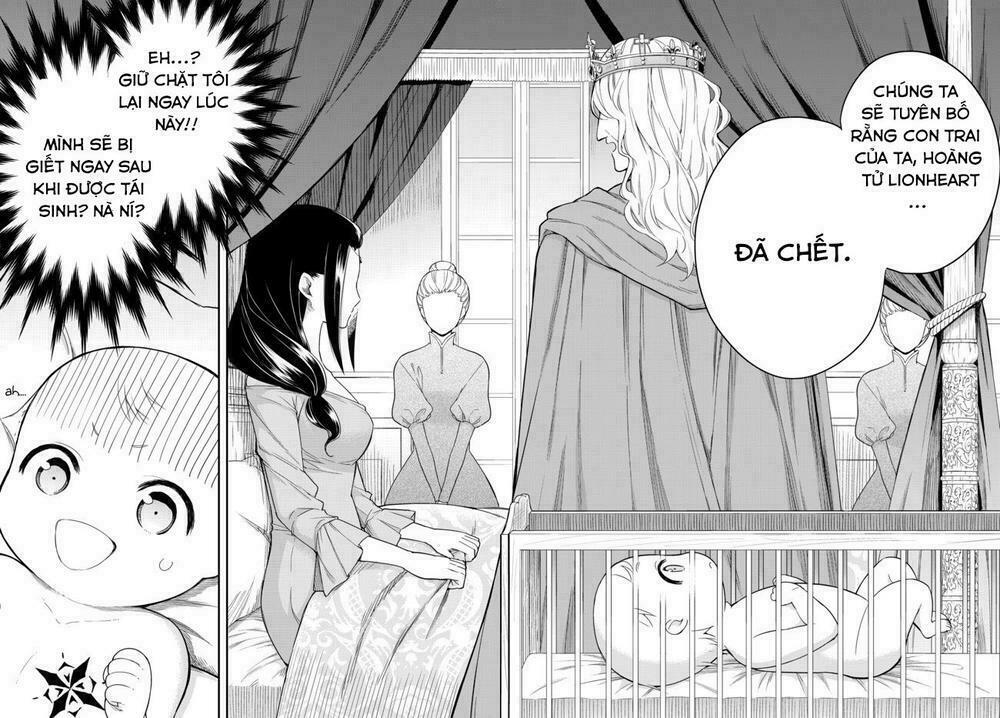 CHÚNG TA
SẼ TUYÊN BỐ
RẰNG CON TRAI
CỦA TA, HOÀNG
TỬ LIONHEART
...
ĐÃ CHẾT.
EH...?
GIỮ CHẶT TÔI
LẠI NGAY LÚC
NÀY!!
MÌNH SẼ BỊ
GIẾT NGAY SAU
KHI ĐƯỢC TÁI
SINH? NÀ NÍ?
ah...